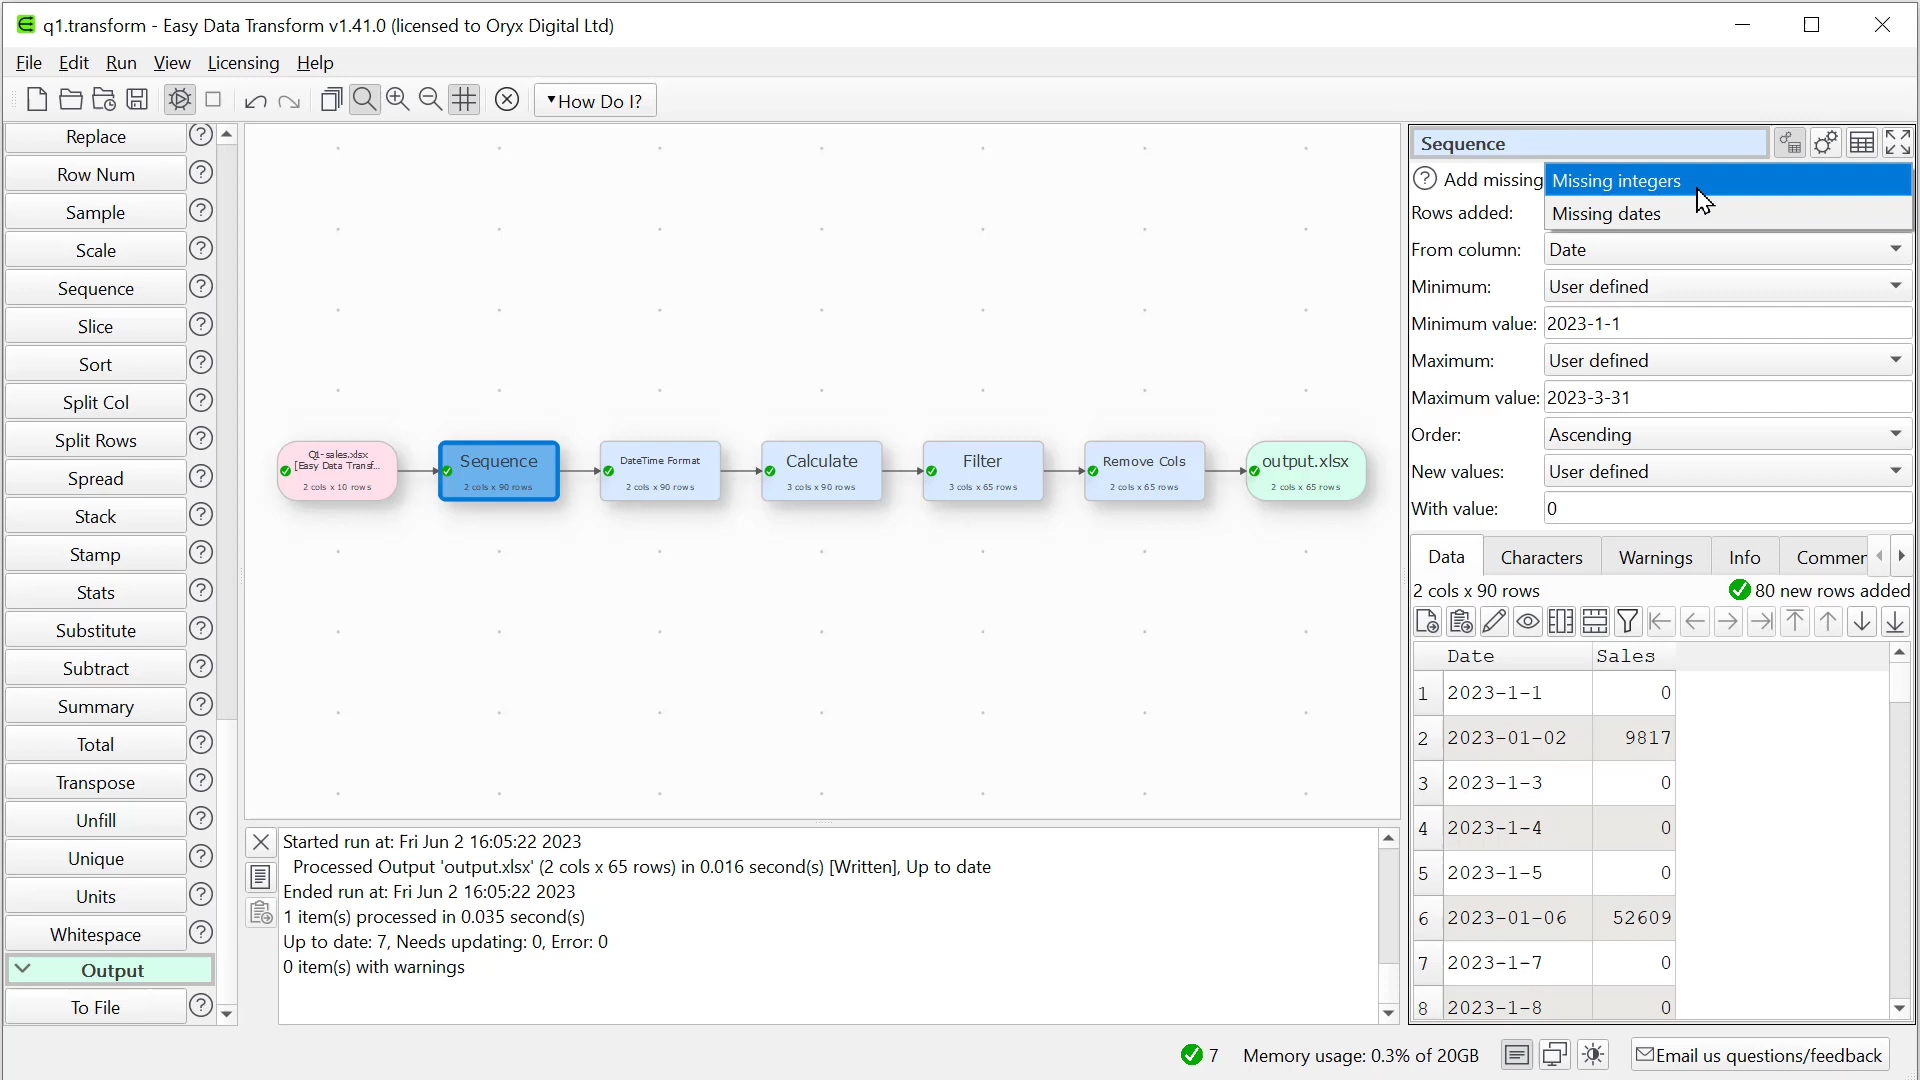 q1.transform - Easy Data Transform v1.41.0 (licensed to Oryx Digital Ltd)
File Edit Run View Licensing Help
How Do I?
Replace
Row Num
Sample
Scale
Sequence
Slice
Sort
Split Col
Split Rows
Spread
Stack
Stamp
Stats
Substitute
Subtract
Summary
Total
Transpose
Unfill
Unique
Units
Whitespace
Output
To File
Q1-sales.xlsx
[Easy Data Transf...
2 cols x 10 rows
Sequence
2 cols x 90 rows
DateTime Format
2 cols x 90 rows
Calculate
3 cols x 90 rows
Filter
3 cols x 65 rows
Remove Cols
2 cols x 65 rows
output.xlsx
2 cols x 65 rows
Started run at: Fri Jun 2 16:05:22 2023
Processed Output 'output.xlsx' (2 cols x 65 rows) in 0.016 second(s) [Written], Up to date
Ended run at: Fri Jun 2 16:05:22 2023
1 item(s) processed in 0.035 second(s)
Up to date: 7, Needs updating: 0, Error: 0
0 item(s) with warnings
Sequence
Add missing
Missing integers
Missing dates
Rows added:
From column: Date
Minimum: User defined
Minimum value: 2023-1-1
Maximum: User defined
Maximum value: 2023-3-31
Order: Ascending
New values: User defined
With value: 0
Data Characters Warnings Info Commer
2 cols x 90 rows 80 new rows added
Date Sales
1 2023-1-1 0
2 2023-01-02 9817
3 2023-1-3 0
4 2023-1-4 0
5 2023-1-5 0
6 2023-01-06 52609
7 2023-1-7 0
8 2023-1-8 0
7 Memory usage: 0.3% of 20GB Email us questions/feedback